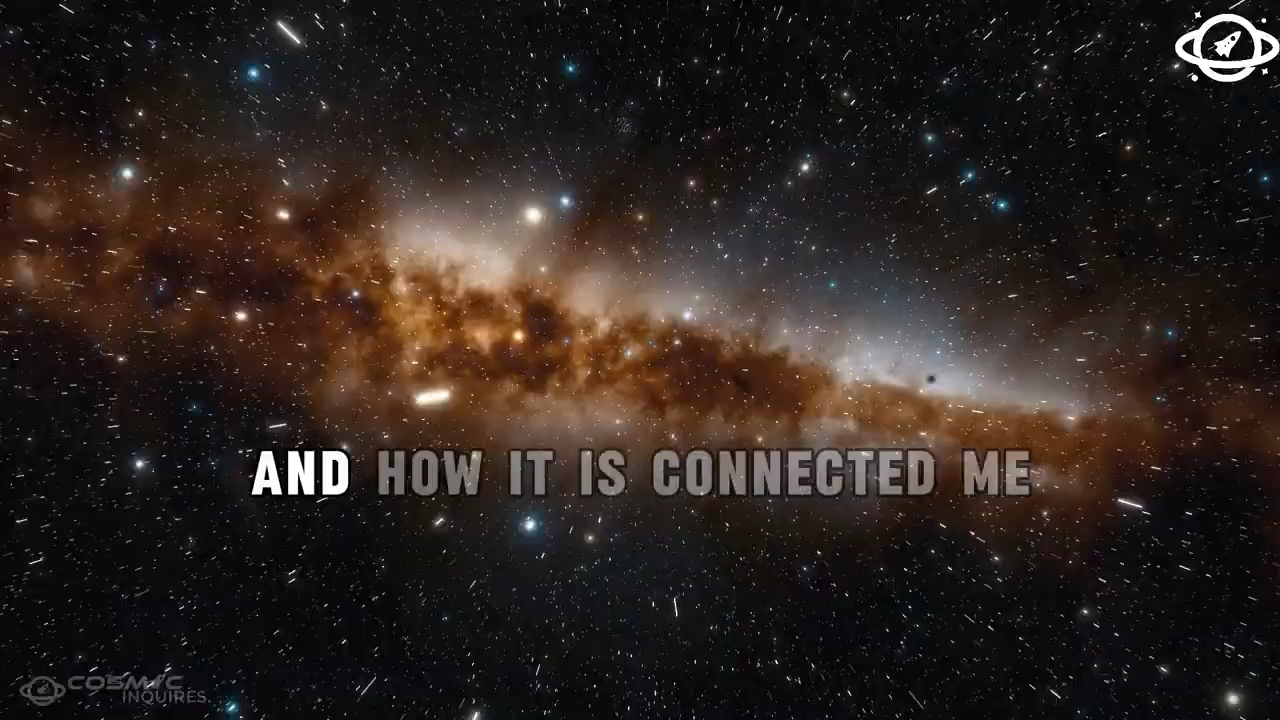 AND HOW IT IS CONNECTED ME
COSMIC
INQUIRES.